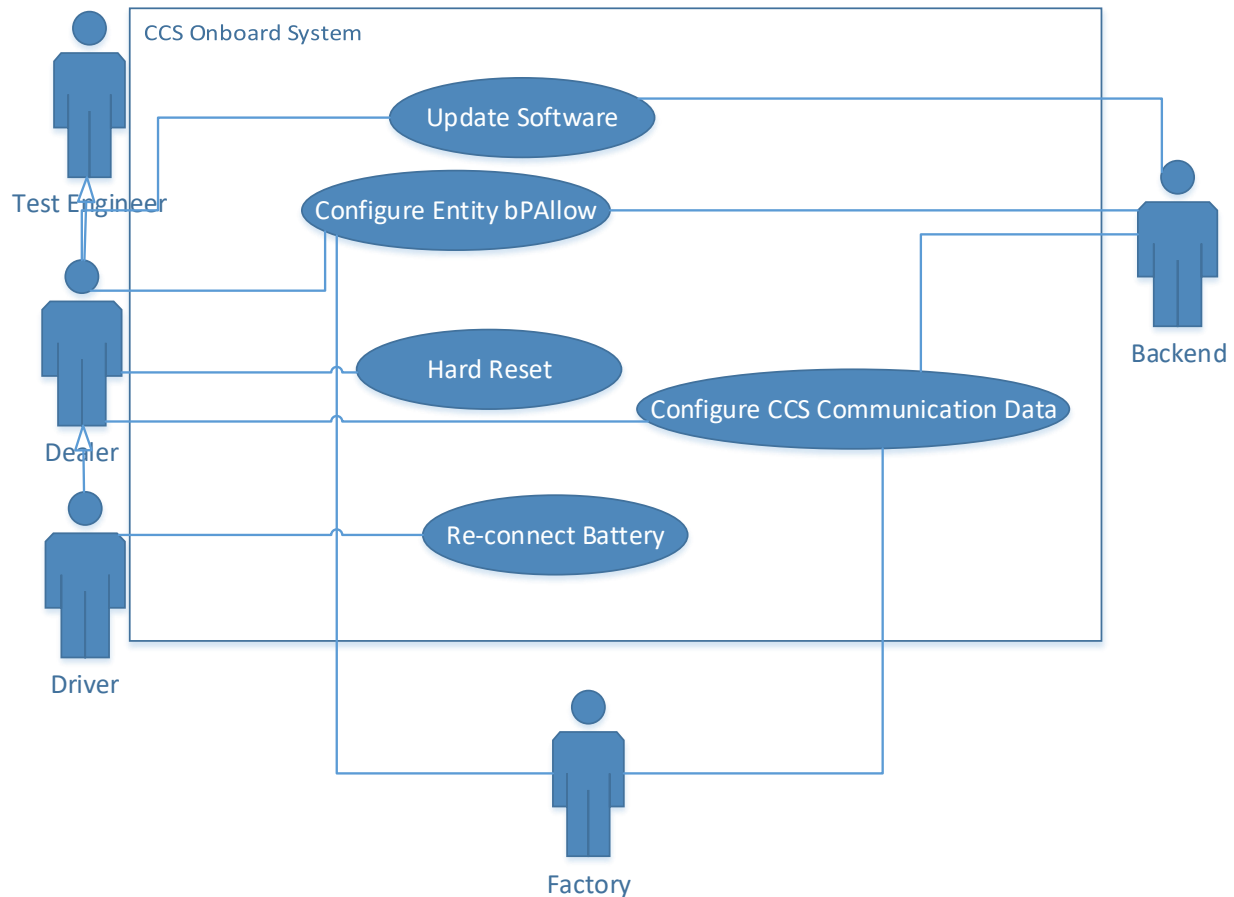 CCS Onboard System
Update Software
Test Engineer
Configure Entity bPAllow
Backend
Hard Reset
Configure CCS Communication Data
Dealer
Re-connect Battery
Driver
Factory